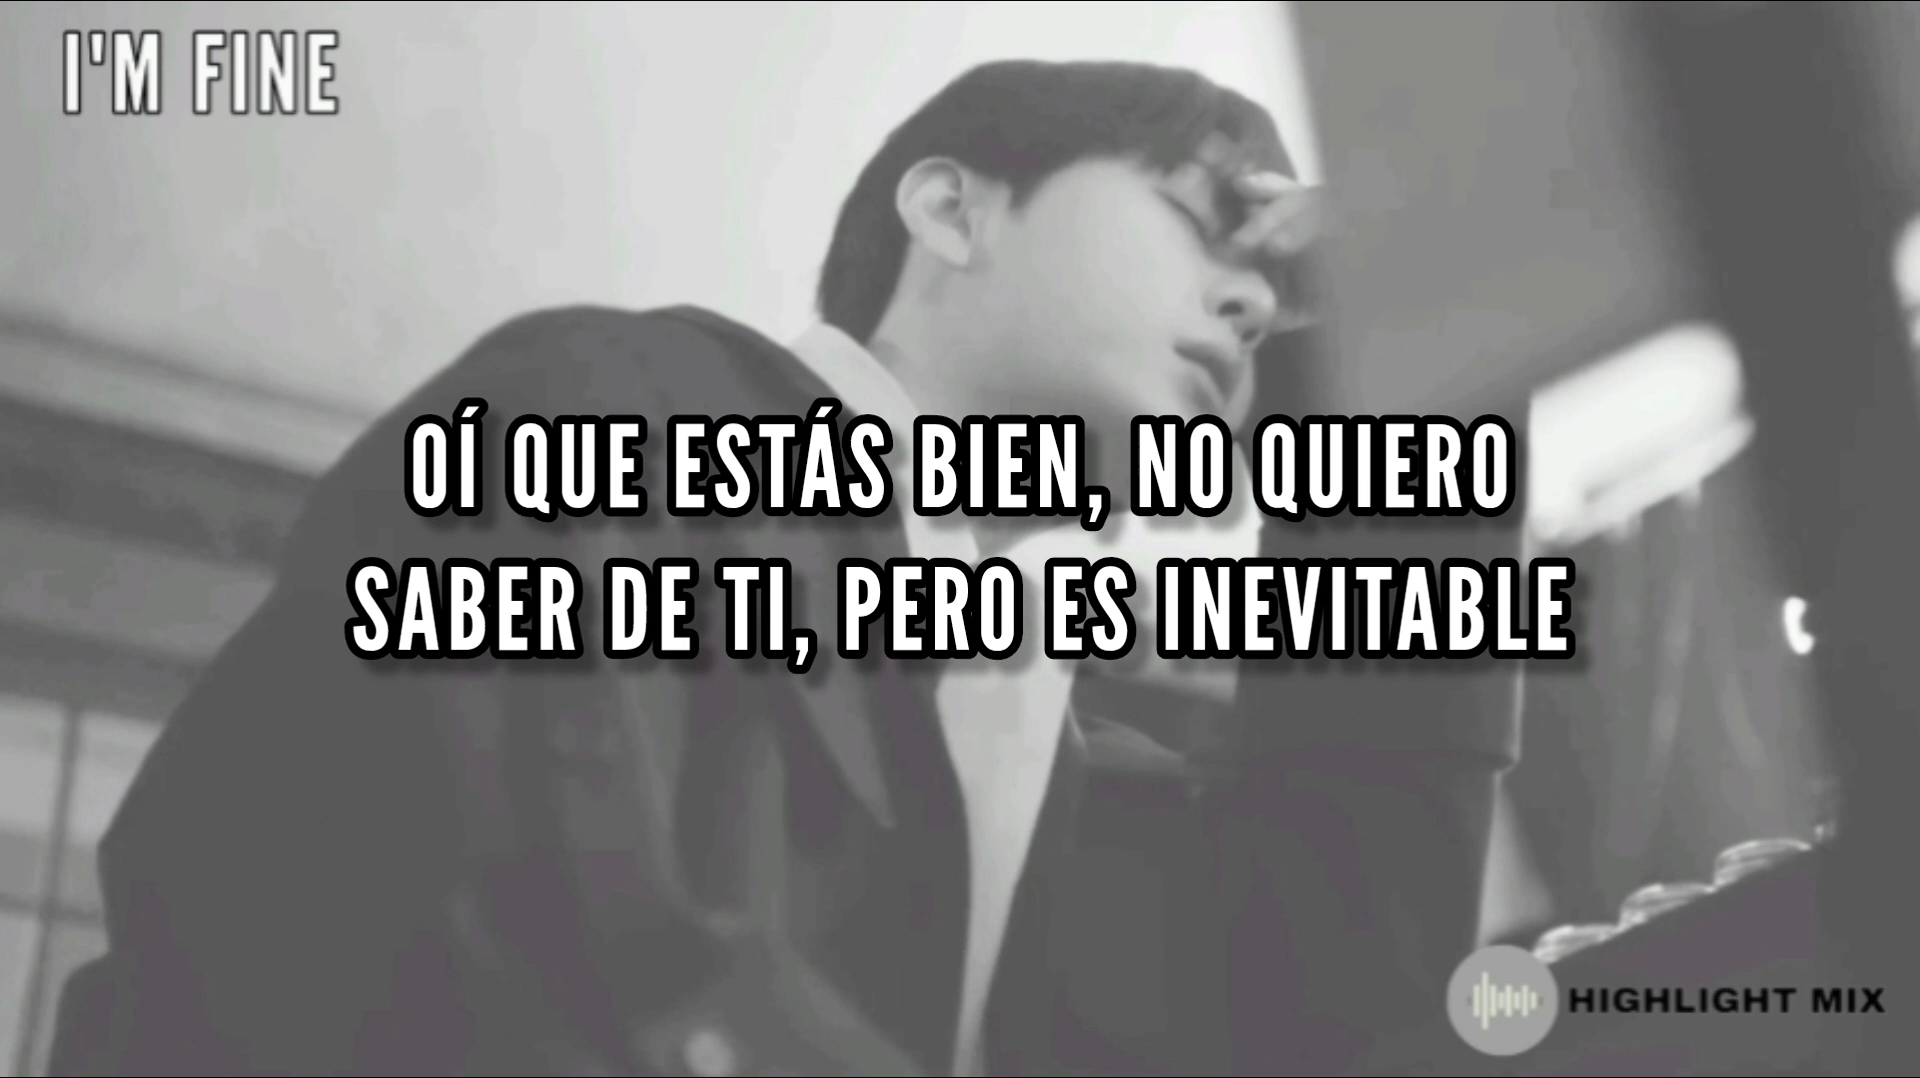 I'M FINE
OÍ QUE ESTÁS BIEN, NO QUIERO
SABER DE TI, PERO ES INEVITABLE
HIGHLIGHT MIX